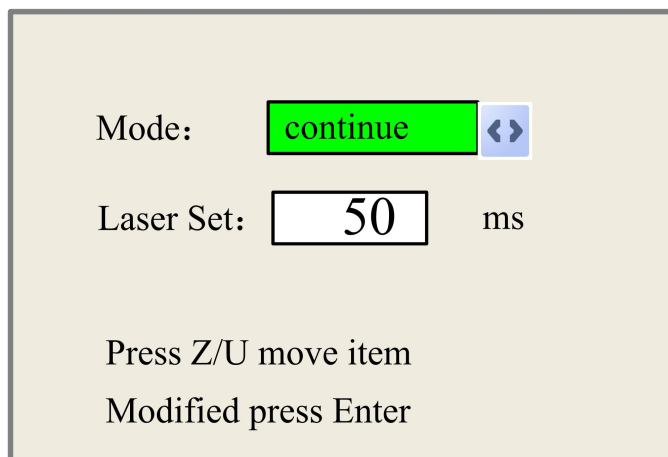 Mode： continue
Laser Set： 50 ms
Press Z/U move item
Modified press Enter